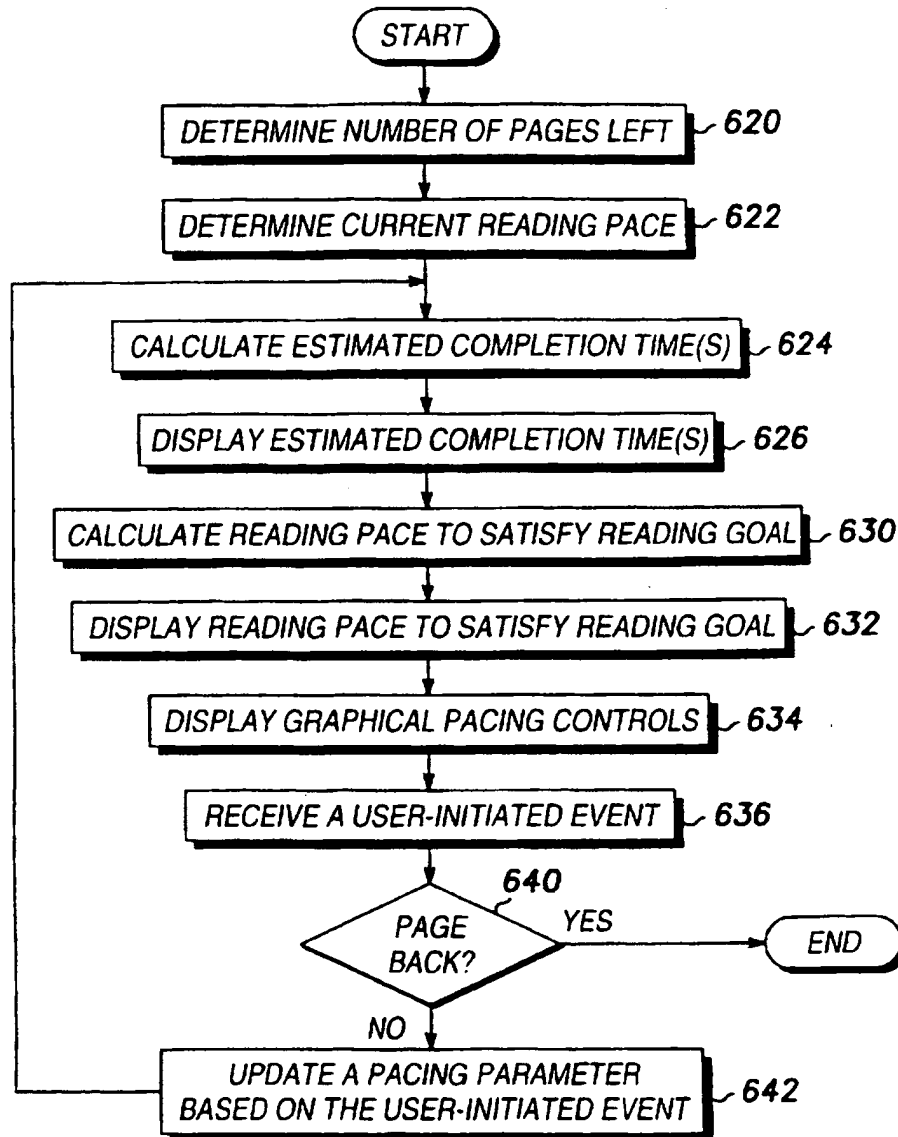 START
DETERMINE NUMBER OF PAGES LEFT
620
DETERMINE CURRENT READING PACE
622
CALCULATE ESTIMATED COMPLETION TIME(S)
624
DISPLAY ESTIMATED COMPLETION TIME(S)
626
CALCULATE READING PACE TO SATISFY READING GOAL
630
DISPLAY READING PACE TO SATISFY READING GOAL
632
DISPLAY GRAPHICAL PACING CONTROLS
634
RECEIVE A USER-INITIATED EVENT
636
640
PAGE
BACK?
YES
END
NO
UPDATE A PACING PARAMETER
BASED ON THE USER-INITIATED EVENT
642